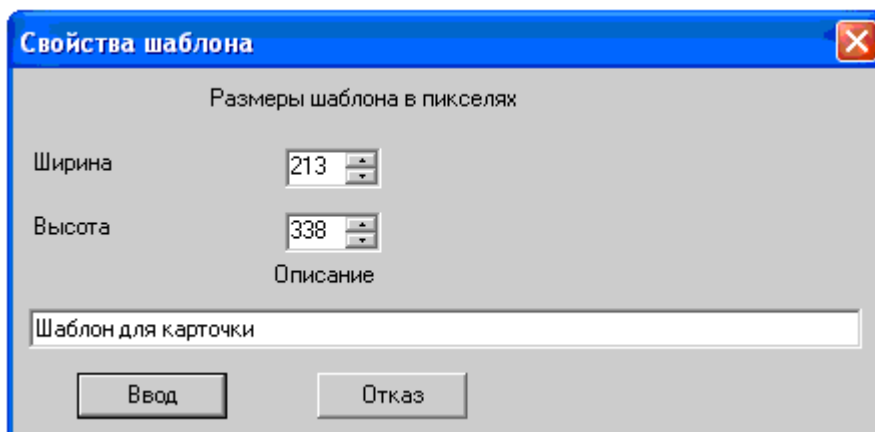 Свойства шаблона
Размеры шаблона в пикселях
Ширина 213
Высота 338
Описание
Шаблон для карточки
Ввод Отказ